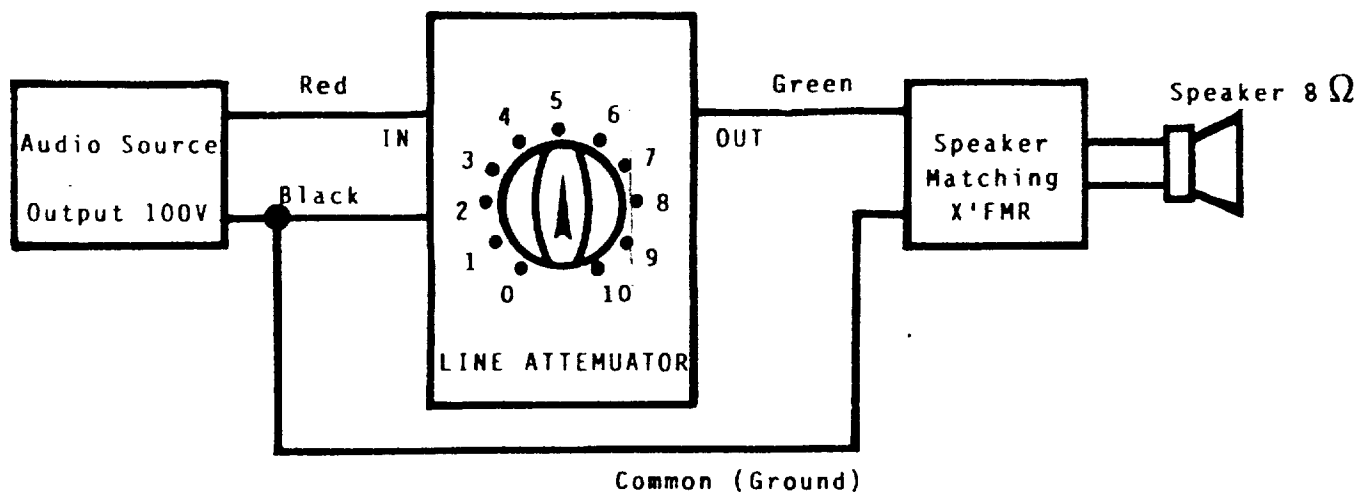 Red
Green
Speaker 8 Ω
Audio Source
Output 100V
IN
OUT
Black
0
1
2
3
4
5
6
7
8
9
10
LINE ATTEMUATOR
Speaker
Matching
X'FMR
Common (Ground)